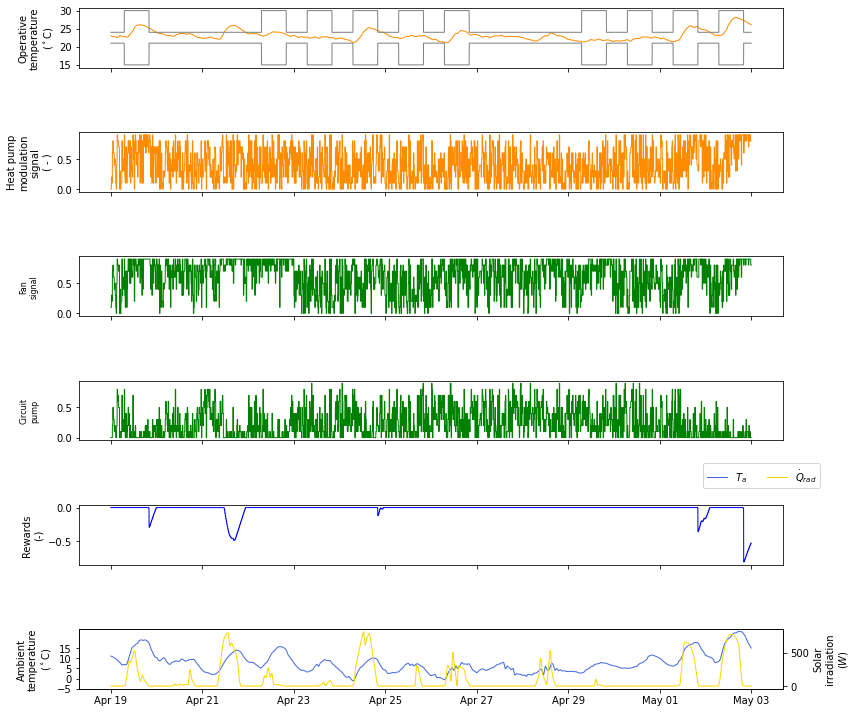 Operative
temperature
(°C)
30
25
20
15
Heat pump
modulation
signal
( - )
0.5
0.0
Fan
signal
0.5
0.0
Circuit
pump
0.5
0.0
T_a
Q̇_rad
Rewards
(-)
0.0
−0.5
Ambient
temperature
(°C)
15
10
5
0
−5
500
0
Solar
irradiation
(W)
Apr 19 Apr 21 Apr 23 Apr 25 Apr 27 Apr 29 May 01 May 03